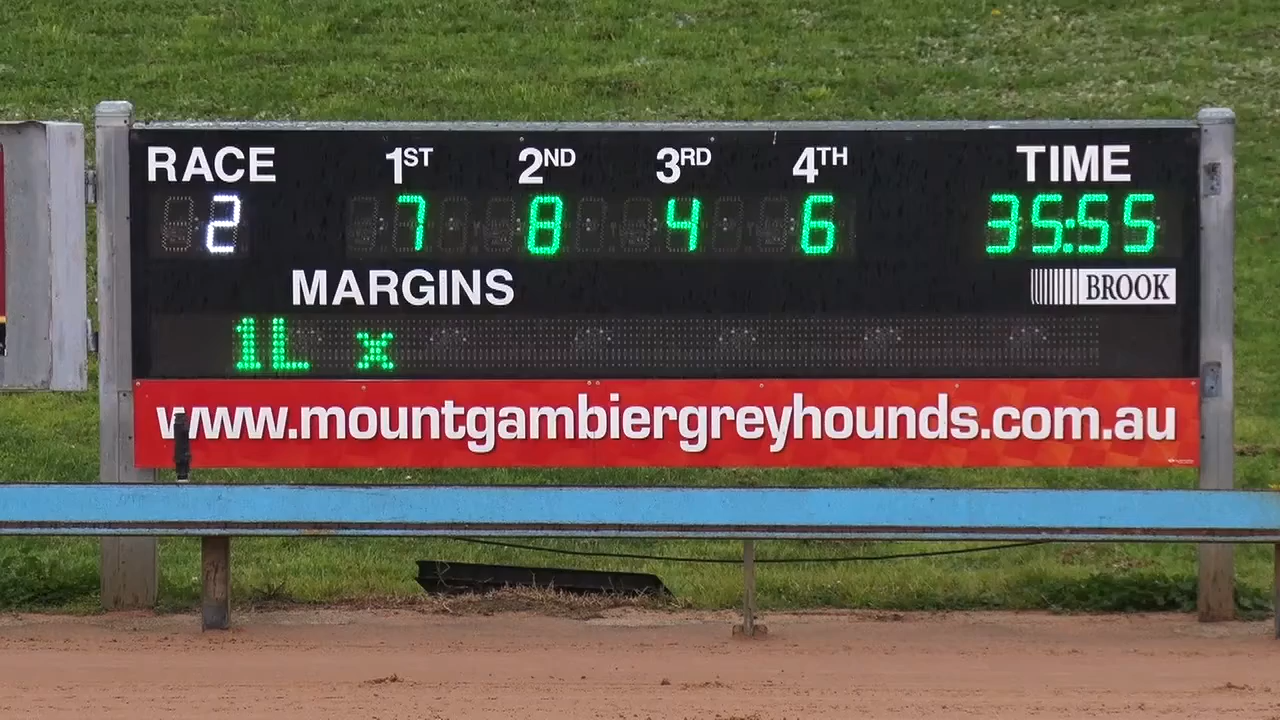 RACE 1ST 2ND 3RD 4TH TIME
2 7 8 4 6 35:55
MARGINS
BROOK
1L x
www.mountgambiergreyhounds.com.au